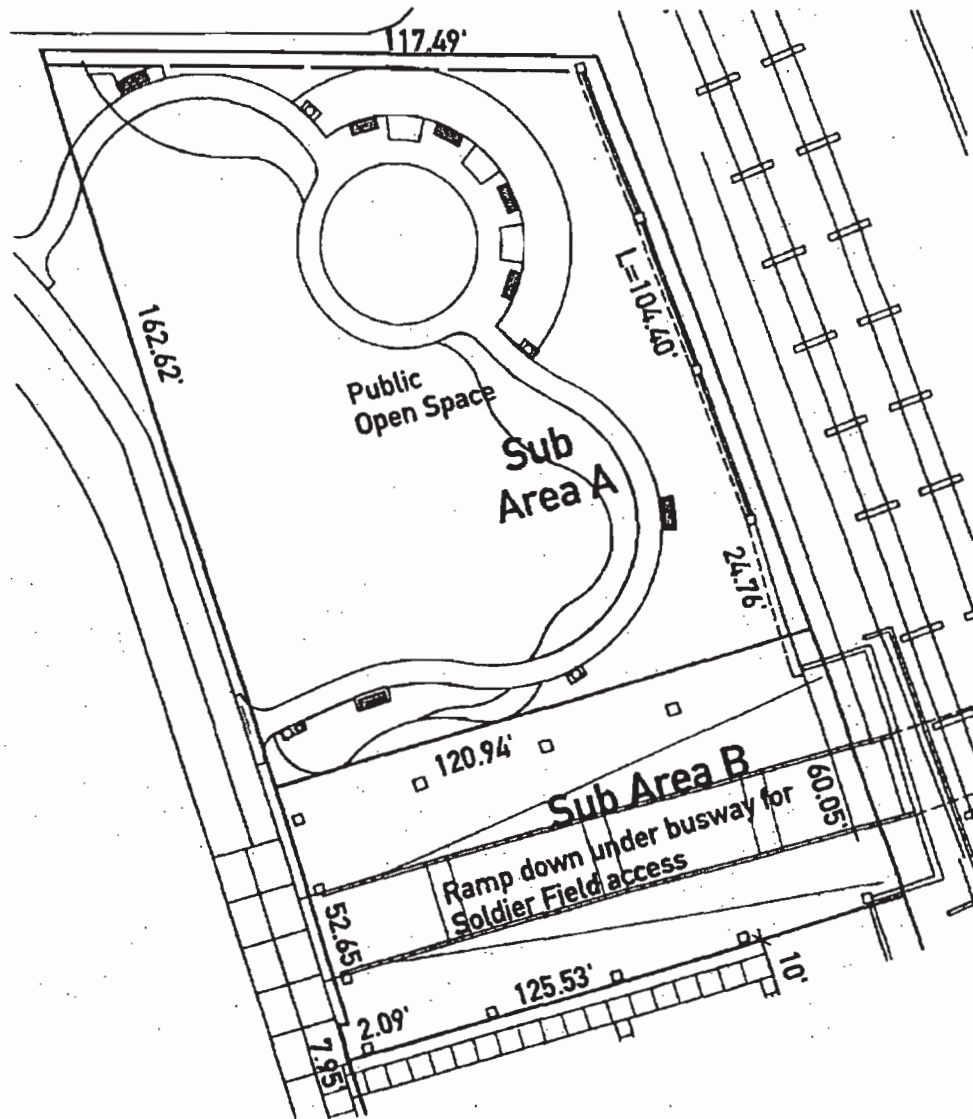 117.49'
L=104.40'
162.62'
Public
Open Space
Sub
Area A
24.76'
120.94'
Sub Area B
60.05'
Ramp down under busway for
Soldier Field access
52.65'
125.53'
10'
2.09'
7.95'